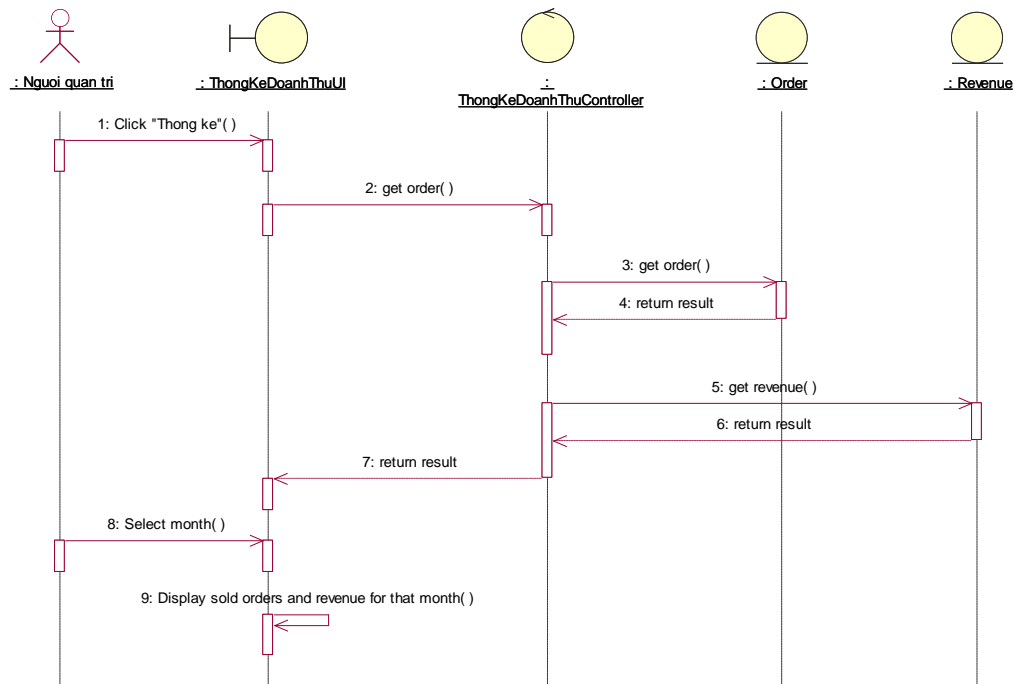 : Nguoi quan tri
: ThongKeDoanhThuUI
:
ThongKeDoanhThuController
: Order
: Revenue
1: Click "Thong ke"( )
2: get order( )
3: get order( )
4: return result
5: get revenue( )
6: return result
7: return result
8: Select month( )
9: Display sold orders and revenue for that month( )